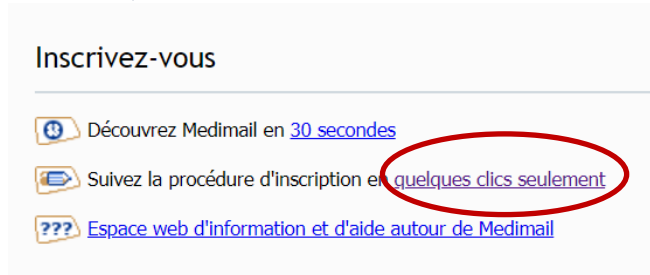 Inscrivez-vous
Découvrez Medimail en 30 secondes
Suivez la procédure d'inscription en quelques clics seulement
??? Espace web d'information et d'aide autour de Medimail